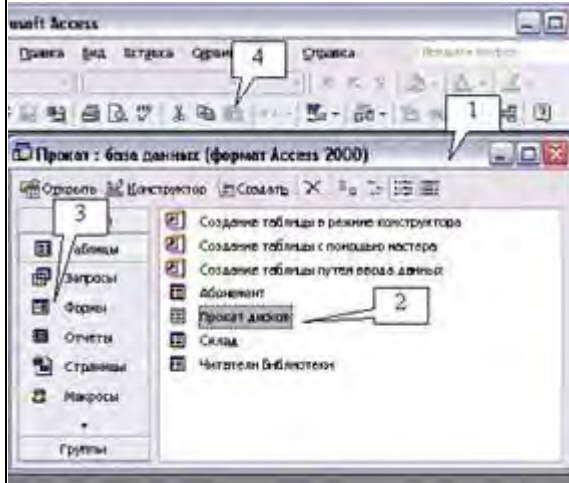 osoft Access
Правка Вид Вставка Сервис Справка
4
1
Прокат : база данных (формат Access 2000)
Открыть Конструктор Создать
3
Таблицы
Запросы
Формы
Отчеты
Страницы
Макросы
Группы
Создание таблицы в режиме конструктора
Создание таблицы с помощью мастера
Создание таблицы путем ввода данных
Абонемент
Прокат дисков
2
Склад
Читатели Библиотеки